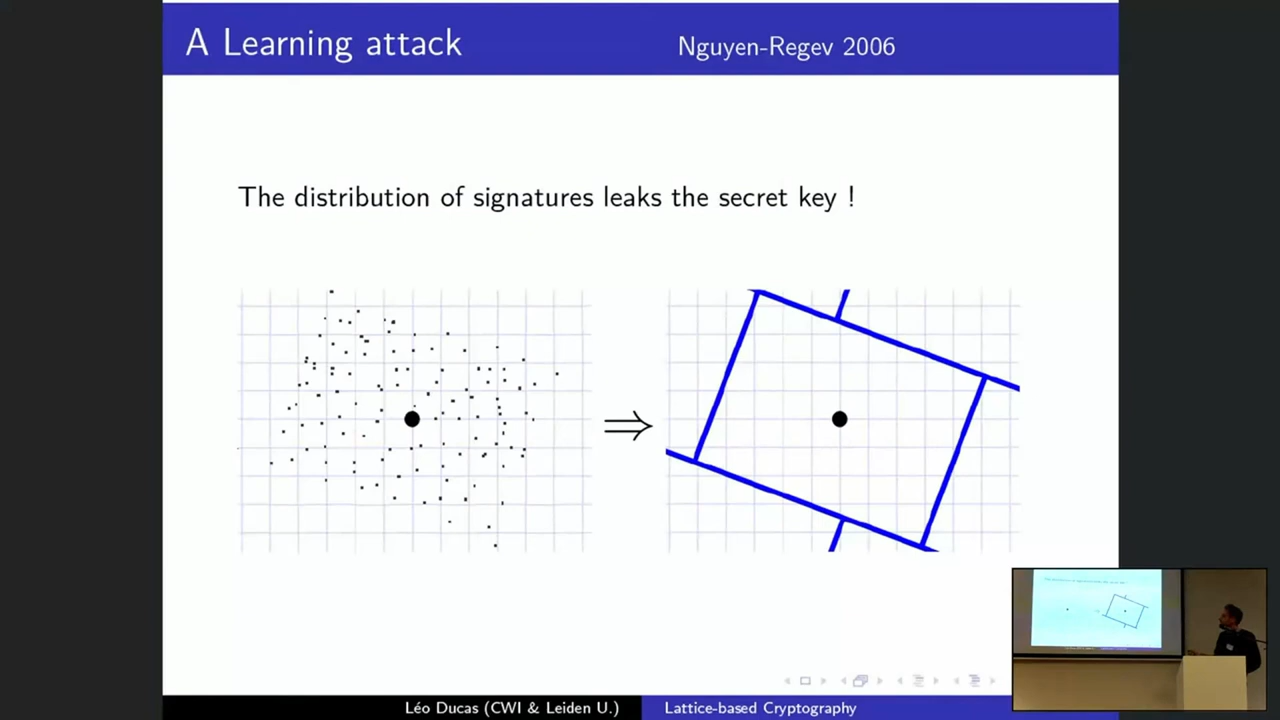 A Learning attack
Nguyen-Regev 2006
The distribution of signatures leaks the secret key !
⇒
Léo Ducas (CWI & Leiden U.)
Lattice-based Cryptography